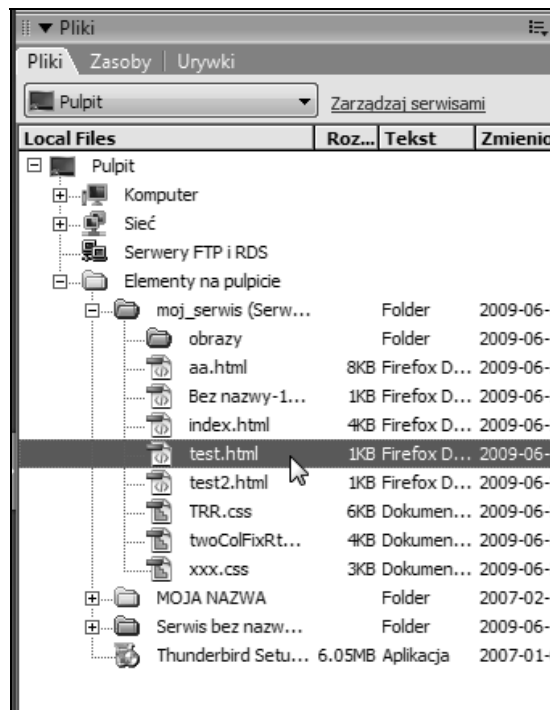 Pliki
Pliki Zasoby Urywki
Pulpit Zarządzaj serwisami
Local Files Roz... Tekst Zmienio
Pulpit
Komputer
Sieć
Serwery FTP i RDS
Elementy na pulpicie
moj_serwis (Serw... Folder 2009-06-
obrazy Folder 2009-06-
aa.html 8KB Firefox D... 2009-06-
Bez nazwy-1... 1KB Firefox D... 2009-06-
index.html 4KB Firefox D... 2009-06-
test.html 1KB Firefox D... 2009-06-
test2.html 1KB Firefox D... 2009-06-
TRR.css 6KB Dokumen... 2009-06-
twoColFixRt... 4KB Dokumen... 2009-06-
xxx.css 3KB Dokumen... 2009-06-
MOJA NAZWA Folder 2007-02-
Serwis bez nazw... Folder 2009-06-
Thunderbird Setu... 6.05MB Aplikacja 2007-01-